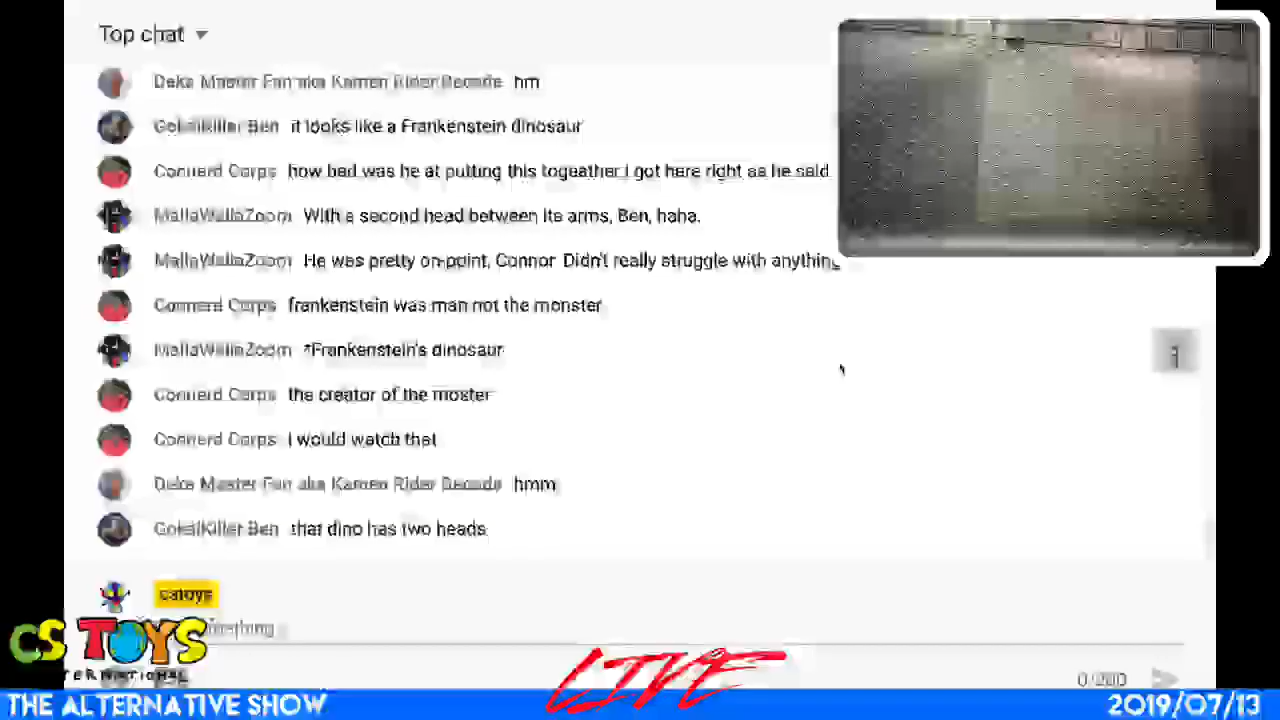 Top chat
Deka Master Fan aka Kamen Rider Decade hm
Ben it looks like a Frankenstein dinosaur
Connerd Corps how bad was he at putting this togeather i got here right as he said
MallaWallaZoom With a second head between its arms, Ben, haha.
MallaWallaZoom He was pretty on-point, Connor. Didn't really struggle with anything
Connerd Corps frankenstein was man not the monster
MallaWallaZoom *Frankenstein's dinosaur
Connerd Corps the creator of the moster
Connerd Corps i would watch that
Deka Master Fan aka Kamen Rider Decade hmm
Ben that dino has two heads
cstoys
CS TOYS
INTERNATIONAL
LIVE
0/200
THE ALTERNATIVE SHOW
2019/07/13